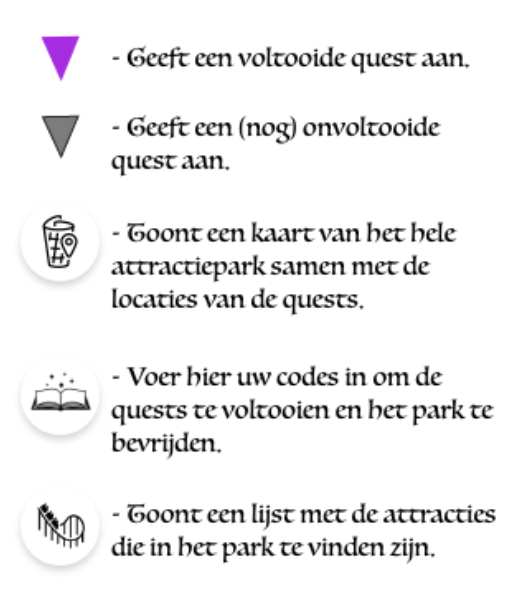 - Geeft een voltooide quest aan.
- Geeft een (nog) onvoltooide
quest aan.
- Toont een kaart van het hele
attractiepark samen met de
locaties van de quests.
- Voer hier uw codes in om de
quests te voltooien en het park te
bevrijden.
- Toont een lijst met de attracties
die in het park te vinden zijn.